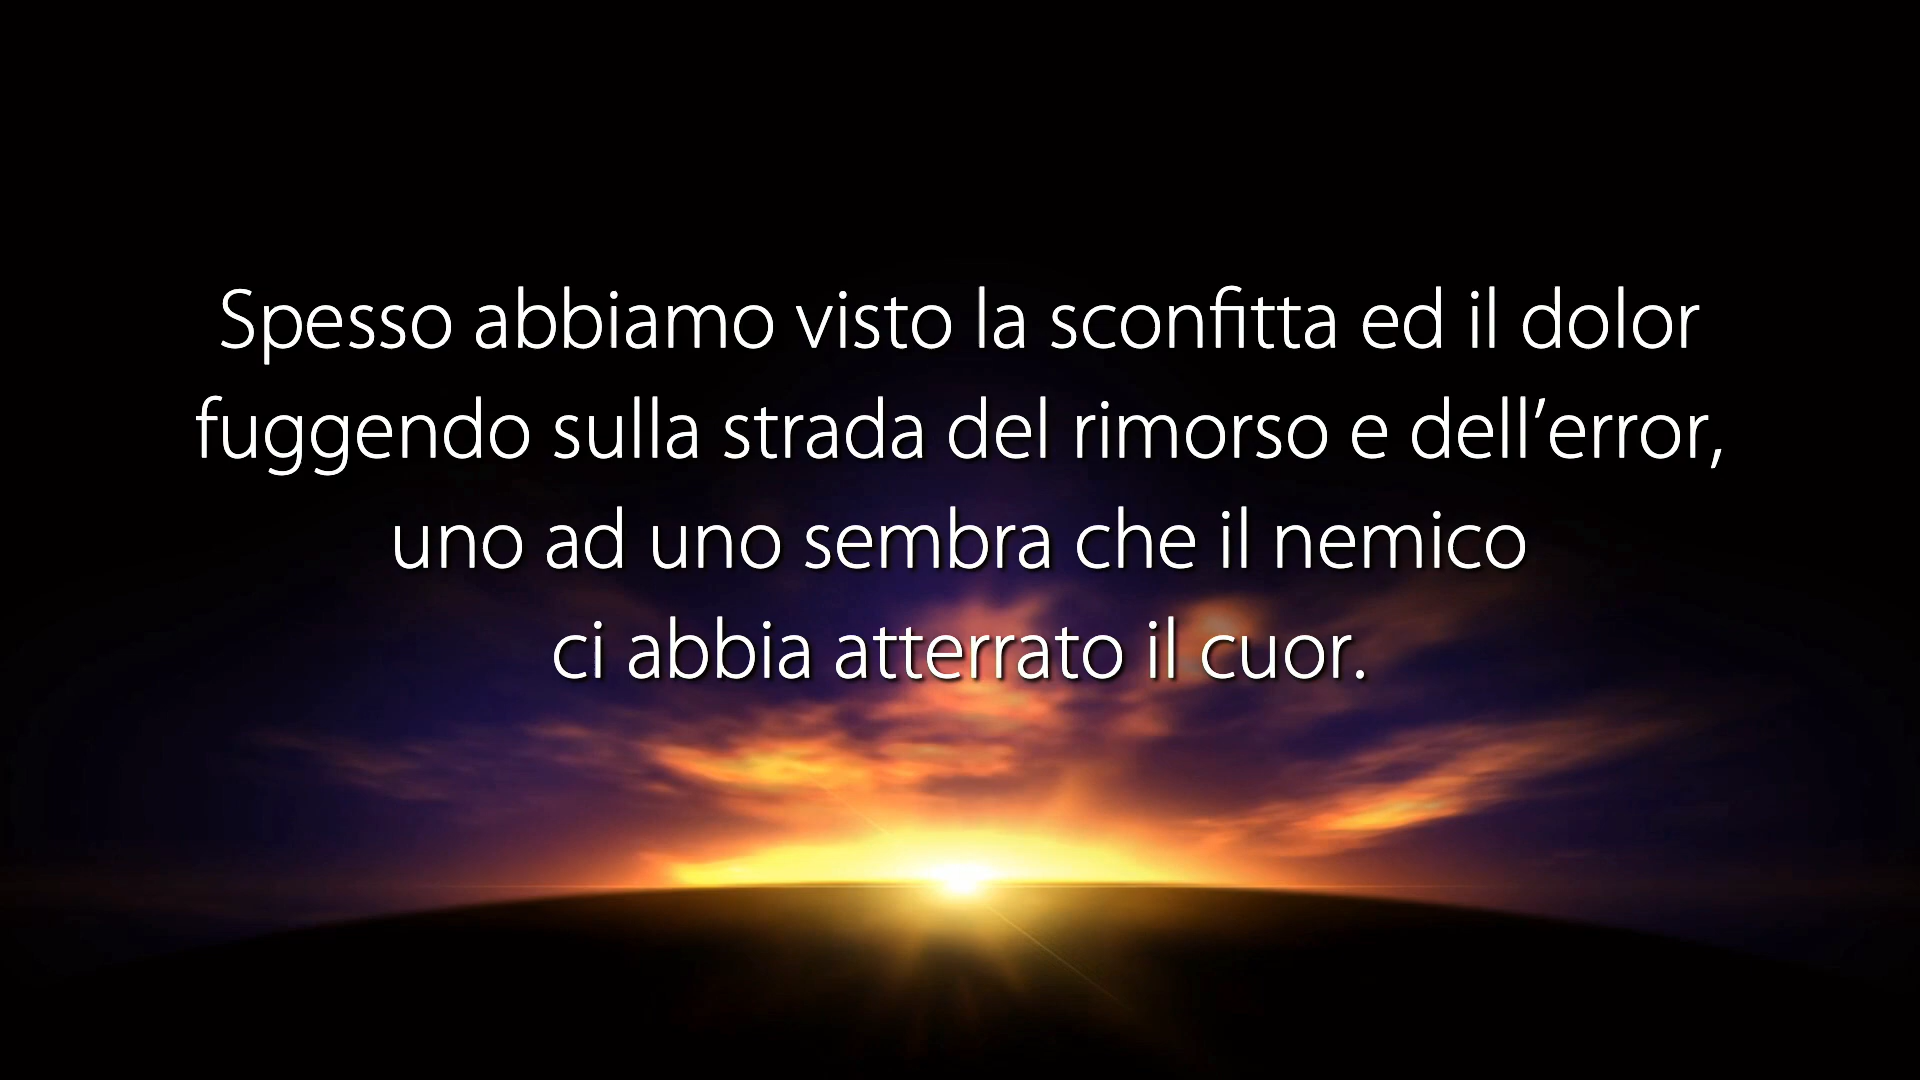 Spesso abbiamo visto la sconfitta ed il dolor
fuggendo sulla strada del rimorso e dell’error,
uno ad uno sembra che il nemico
ci abbia atterrato il cuor.